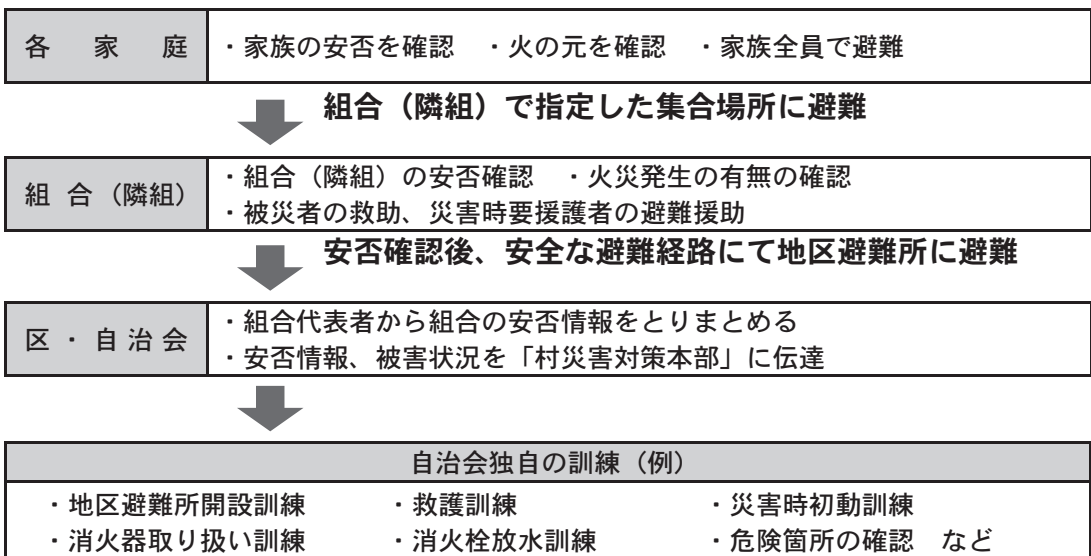 各家庭
・家族の安否を確認 ・火の元を確認 ・家族全員で避難
組合（隣組）で指定した集合場所に避難
組合（隣組）
・組合（隣組）の安否確認 ・火災発生の有無の確認
・被災者の救助、災害時要援護者の避難援助
安否確認後、安全な避難経路にて地区避難所に避難
区・自治会
・組合代表者から組合の安否情報をとりまとめる
・安否情報、被害状況を「村災害対策本部」に伝達
自治会独自の訓練（例）
・地区避難所開設訓練 ・救護訓練 ・災害時初動訓練
・消火器取り扱い訓練 ・消火栓放水訓練 ・危険箇所の確認 など